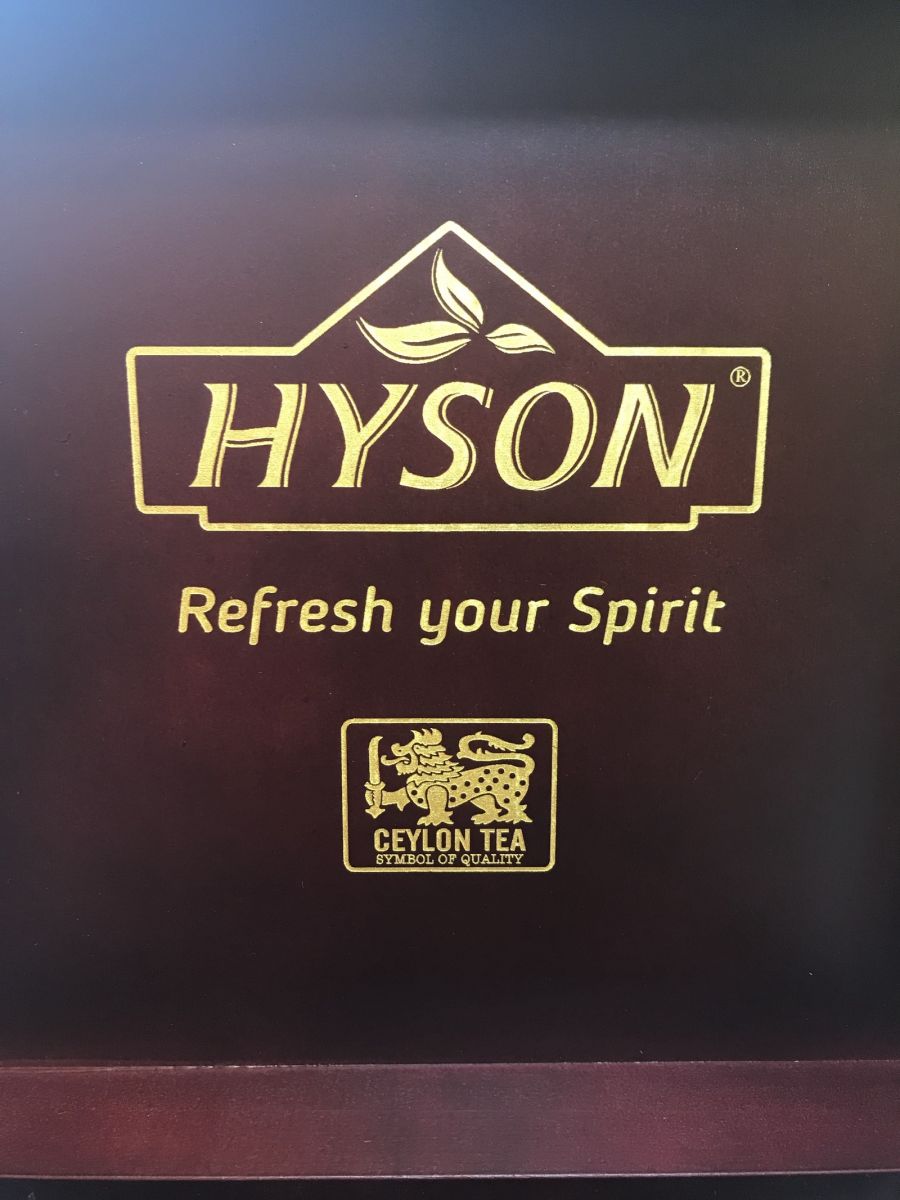 HYSON®
Refresh your Spirit
CEYLON TEA
SYMBOL OF QUALITY